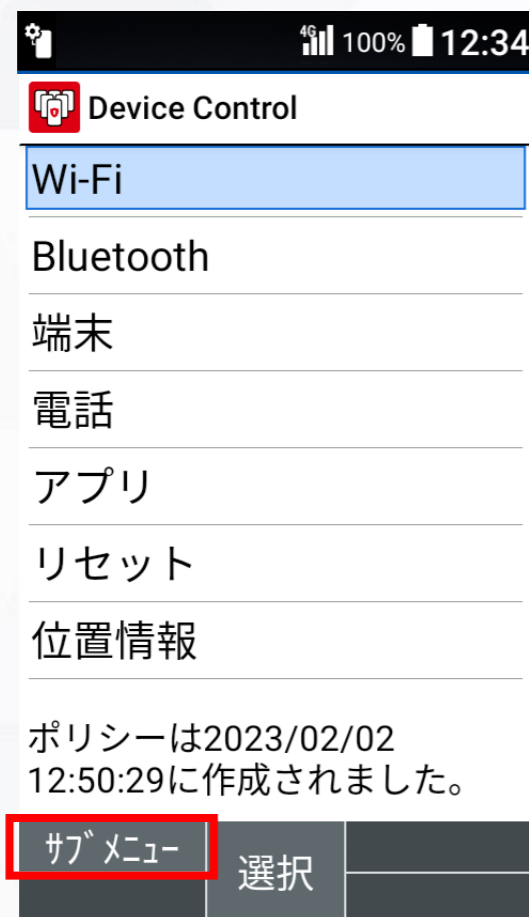 4G 100% 12:34
Device Control
Wi-Fi
Bluetooth
端末
電話
アプリ
リセット
位置情報
ポリシーは2023/02/02
12:50:29に作成されました。
ｻﾌﾞﾒﾆｭｰ
選択